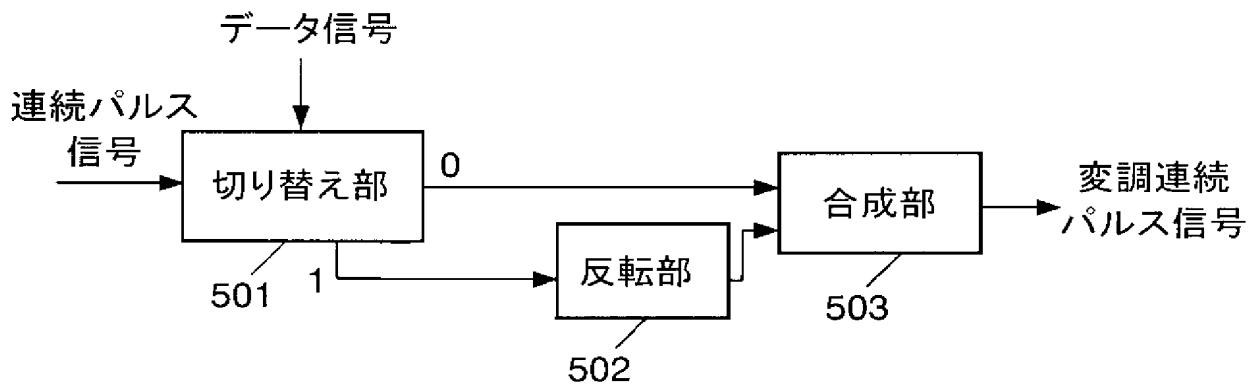 データ信号
連続パルス
信号
切り替え部
0
合成部
変調連続
パルス信号
501
1
反転部
503
502